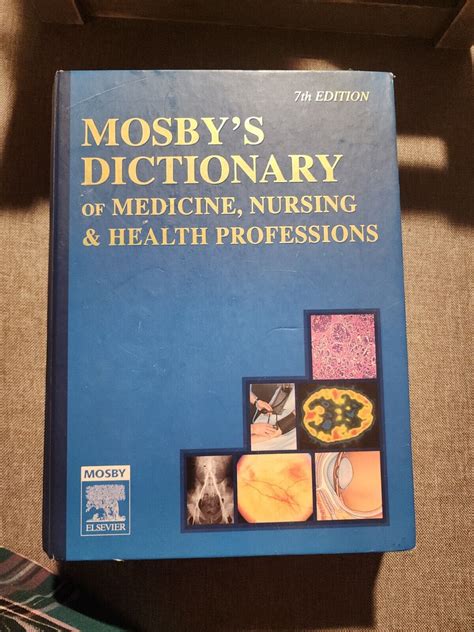 7th EDITION
MOSBY'S
DICTIONARY
OF MEDICINE, NURSING
& HEALTH PROFESSIONS
MOSBY
ELSEVIER